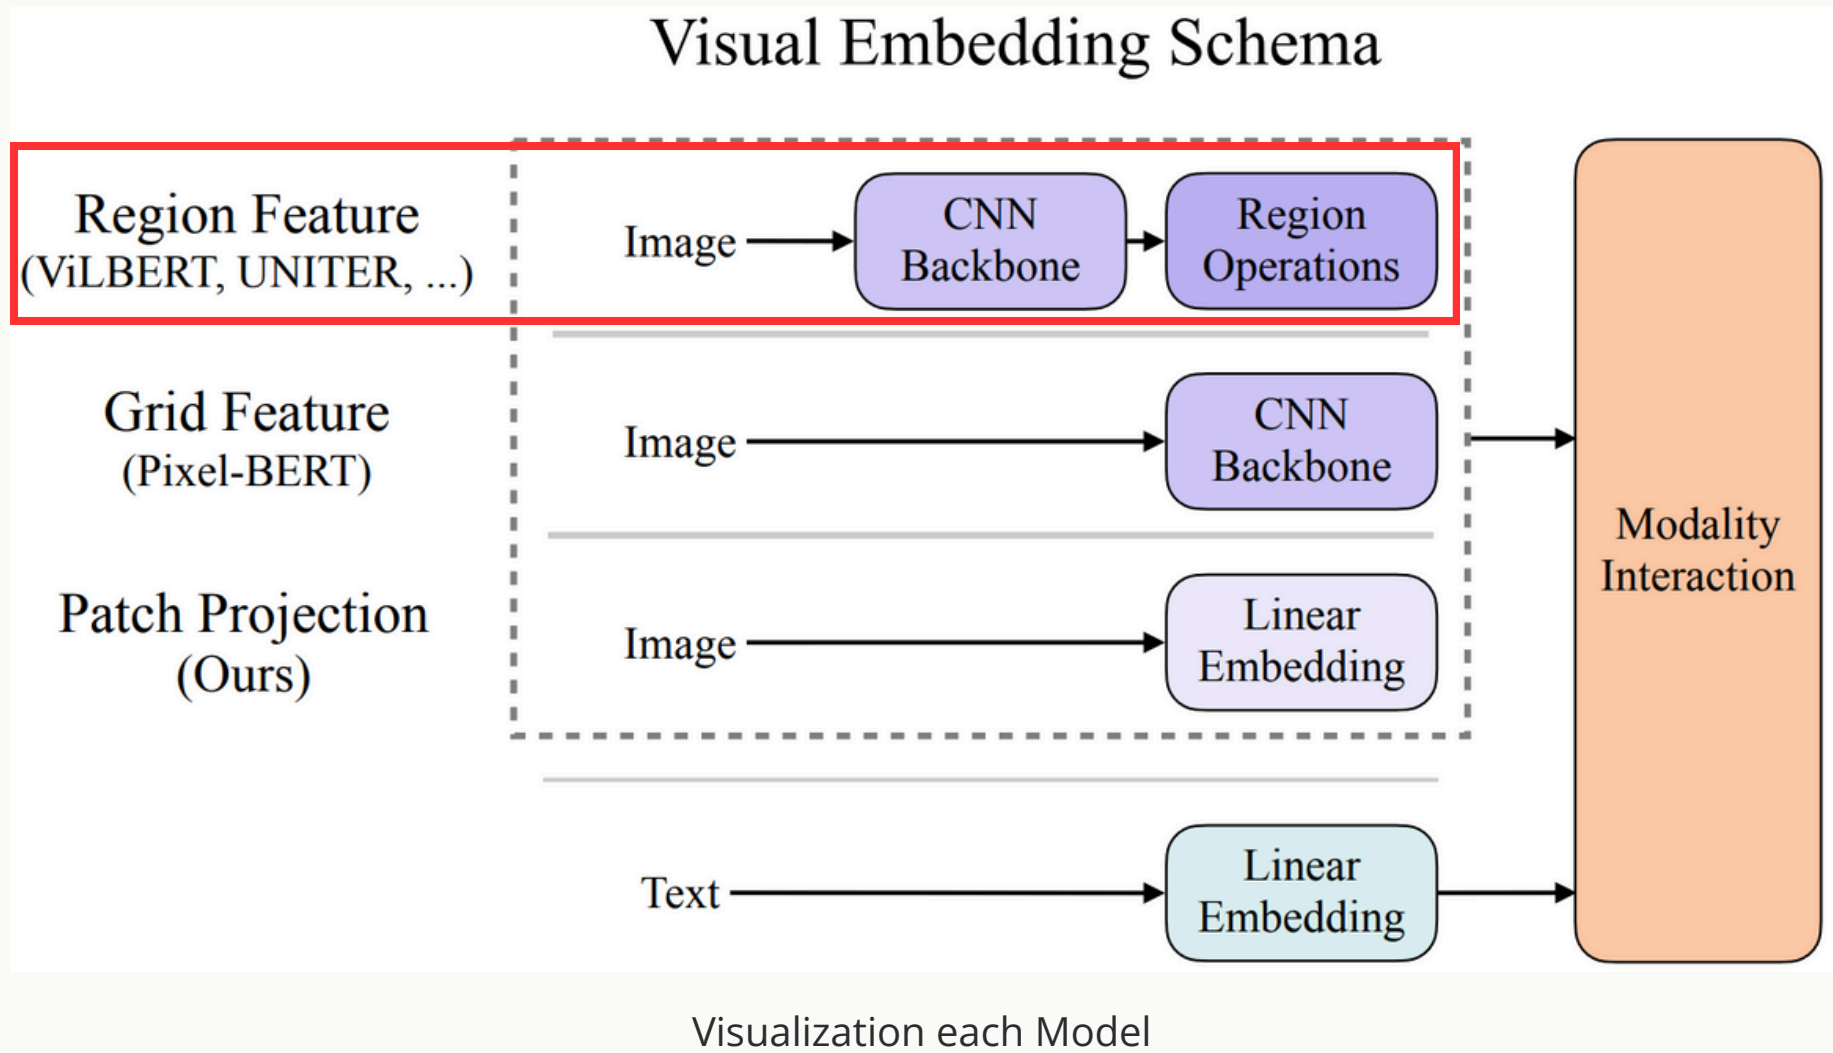 Visual Embedding Schema
Region Feature
(ViLBERT, UNITER, ...)
Image
CNN
Backbone
Region
Operations
Grid Feature
(Pixel-BERT)
Image
CNN
Backbone
Patch Projection
(Ours)
Image
Linear
Embedding
Text
Linear
Embedding
Modality
Interaction
Visualization each Model